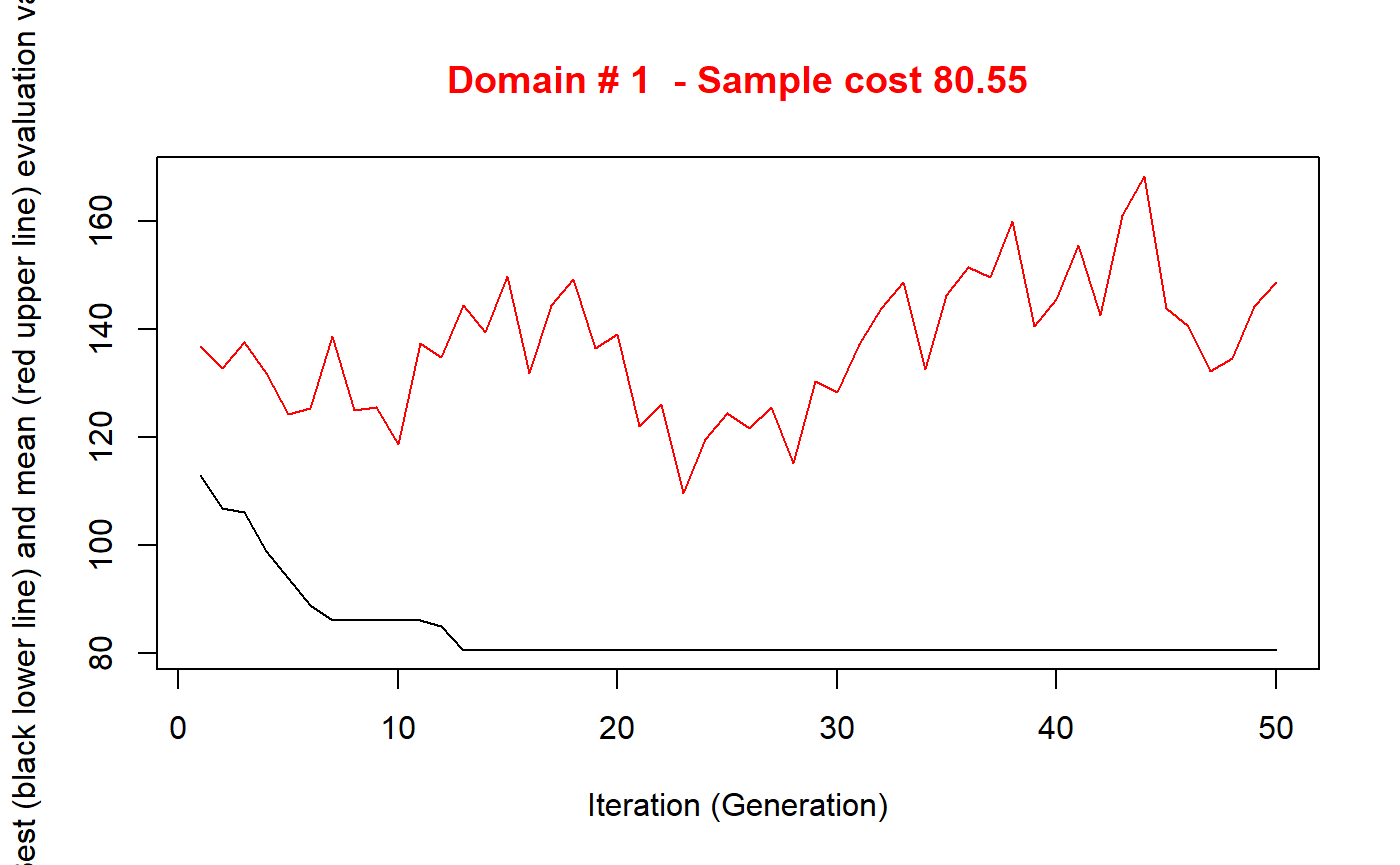 Domain # 1  - Sample cost 80.55
(black lower line) and mean (red upper line) evaluation
160
140
120
100
80
0 10 20 30 40 50
Iteration (Generation)